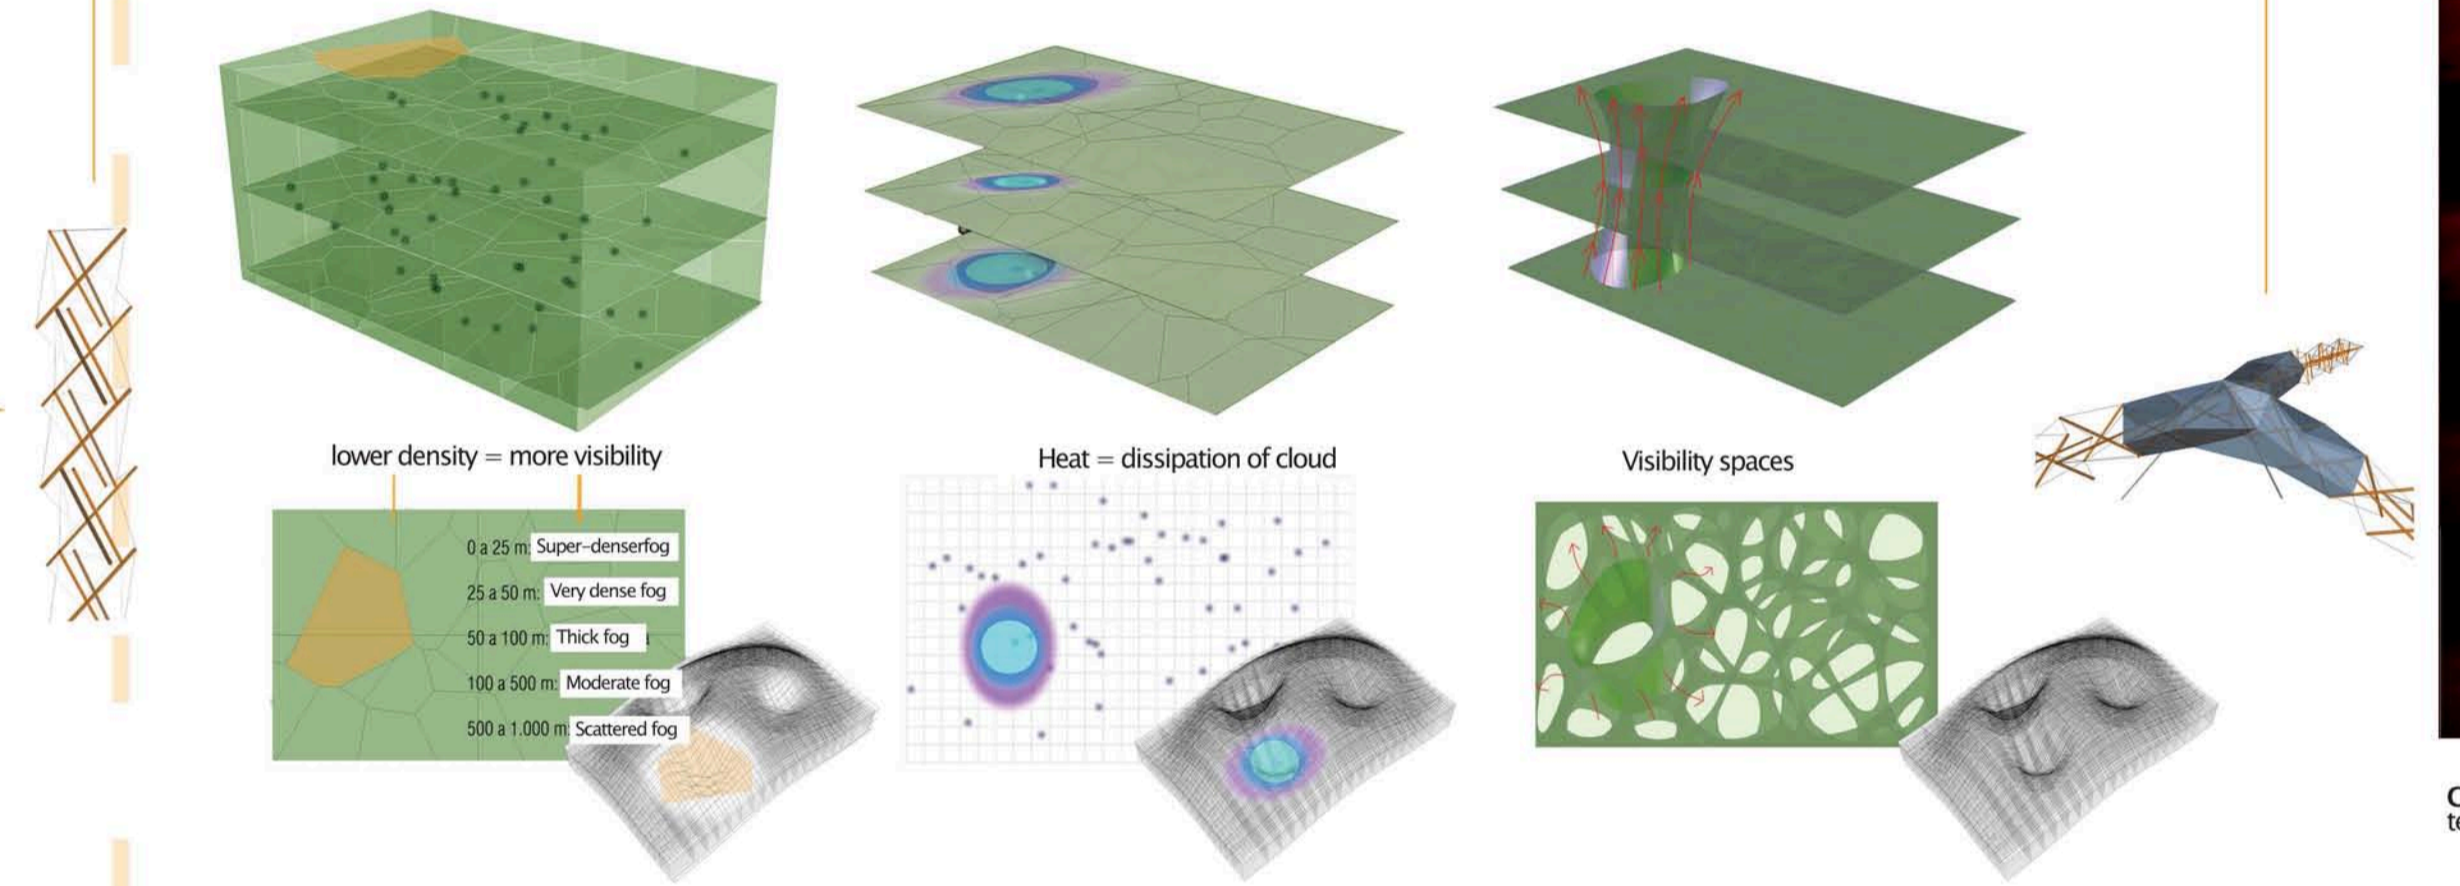 lower density = more visibility
0 a 25 m: Super-denserfog
25 a 50 m: Very dense fog
50 a 100 m: Thick fog
100 a 500 m: Moderate fog
500 a 1.000 m: Scattered fog
Heat = dissipation of cloud
Visibility spaces